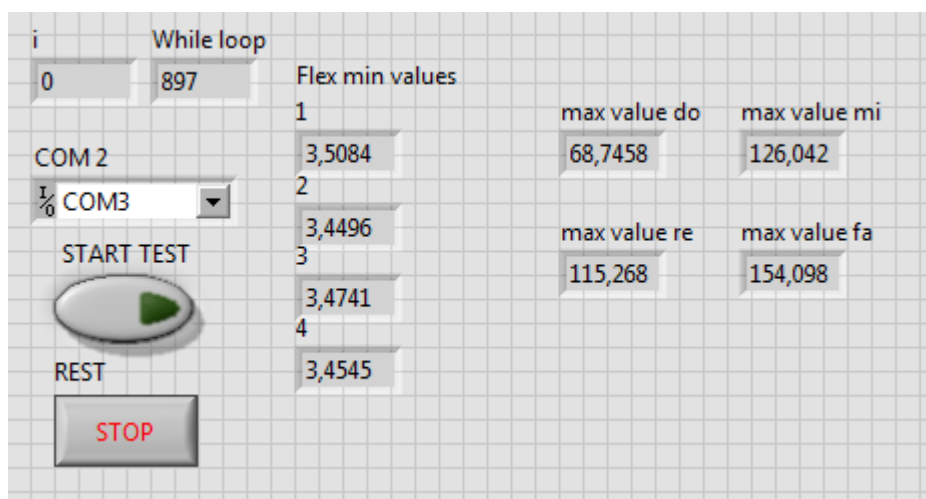 i
While loop
0
897
COM 2
I/O COM3
START TEST
REST
STOP
Flex min values
1
3,5084
2
3,4496
3
3,4741
4
3,4545
max value do
max value mi
68,7458
126,042
max value re
max value fa
115,268
154,098